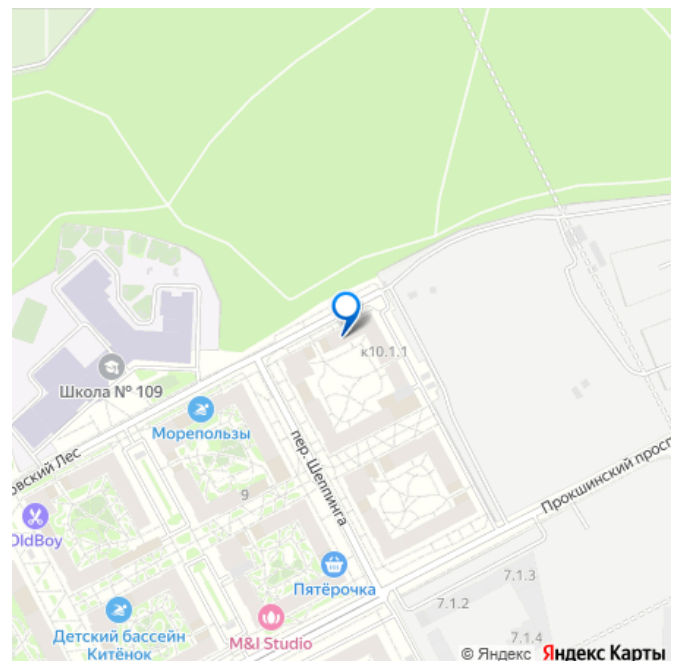 к10.1.1
Школа № 109
Морепользы
вский Лес
пер. Шеппинга
9
OldBoy
Прокшинский просп
Пятёрочка
7.1.3
7.1.2
7.1.4
Детский бассейн
Китёнок
M&I Studio
© Яндекс Яндекс Карты